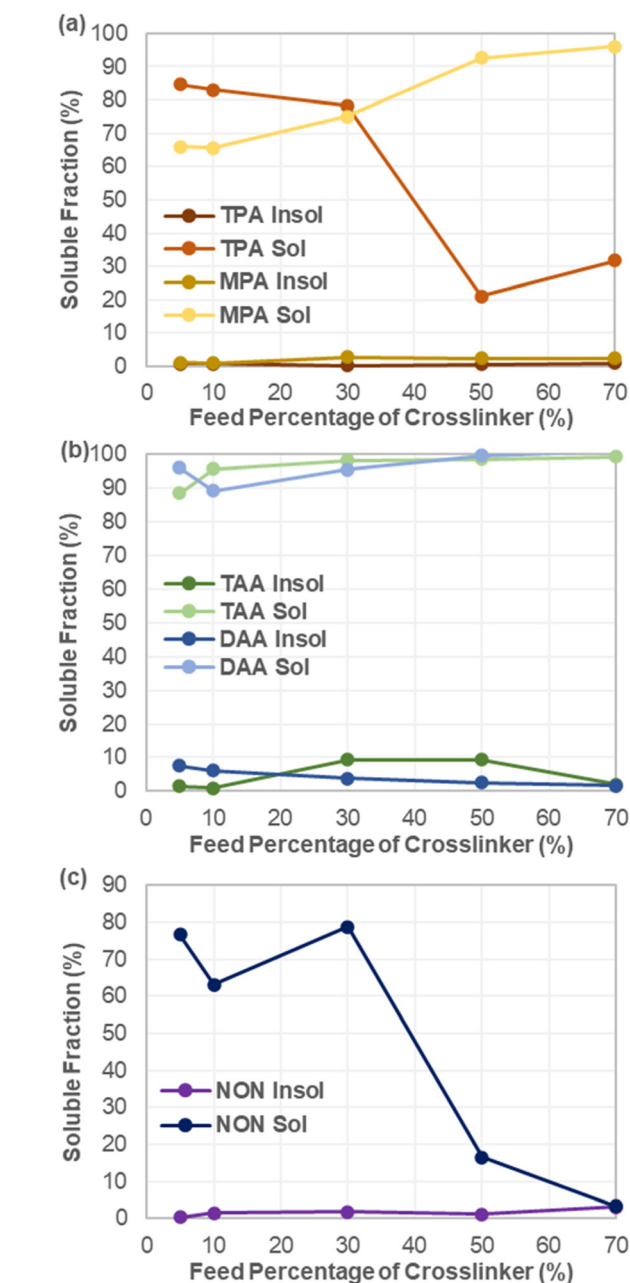 (a)
Soluble Fraction (%)
100
90
80
70
60
50
40
30
20
10
0
TPA Insol
TPA Sol
MPA Insol
MPA Sol
0 10 20 30 40 50 60 70
Feed Percentage of Crosslinker (%)
(b)
Soluble Fraction (%)
100
90
80
70
60
50
40
30
20
10
0
TAA Insol
TAA Sol
DAA Insol
DAA Sol
0 10 20 30 40 50 60 70
Feed Percentage of Crosslinker (%)
(c)
Soluble Fraction (%)
90
80
70
60
50
40
30
20
10
0
NON Insol
NON Sol
0 10 20 30 40 50 60 70
Feed Percentage of Crosslinker (%)